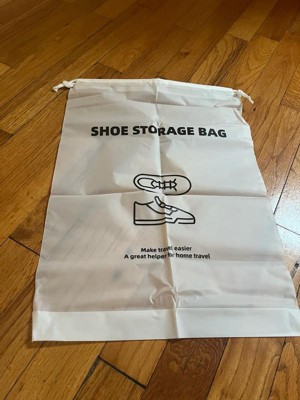 SHOE STORAGE BAG
Make travel easier
A great helper for home travel